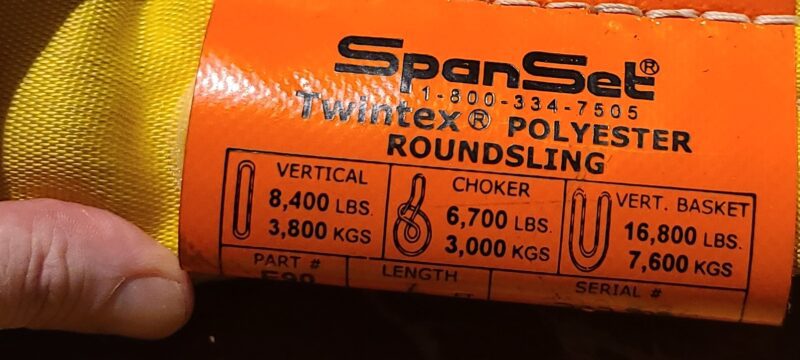 SpanSet®
1-800-334-7505
Twintex® POLYESTER
ROUNDSLING
VERTICAL
8,400 LBS.
3,800 KGS
CHOKER
6,700 LBS.
3,000 KGS
VERT. BASKET
16,800 LBS.
7,600 KGS
PART #
LENGTH
SERIAL #